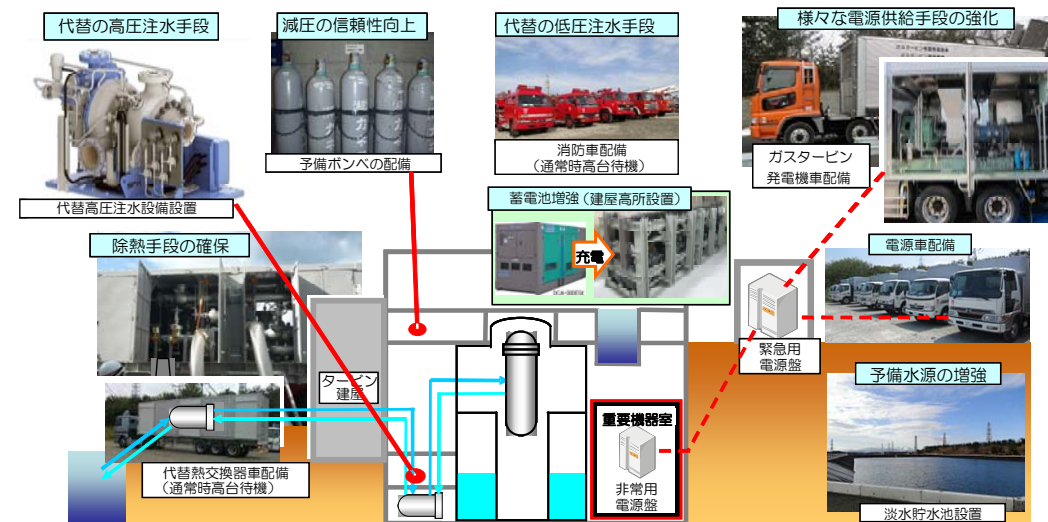 代替の高圧注水手段
代替高圧注水設備設置
減圧の信頼性向上
予備ボンベの配備
代替の低圧注水手段
消防車配備
(通常時高台待機)
様々な電源供給手段の強化
ガスタービン
発電機車配備
蓄電池増強(建屋高所設置)
充電
除熱手段の確保
代替熱交換器車配備
(通常時高台待機)
タービン
建屋
重要機器室
非常用
電源盤
緊急用
電源盤
電源車配備
予備水源の増強
淡水貯水池設置